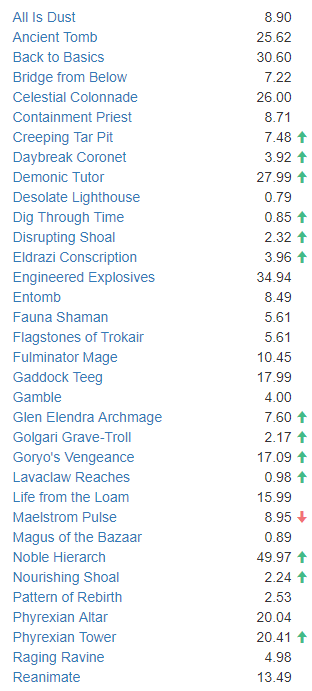 All Is Dust 8.90
Ancient Tomb 25.62
Back to Basics 30.60
Bridge from Below 7.22
Celestial Colonnade 26.00
Containment Priest 8.71
Creeping Tar Pit 7.48
Daybreak Coronet 3.92
Demonic Tutor 27.99
Desolate Lighthouse 0.79
Dig Through Time 0.85
Disrupting Shoal 2.32
Eldrazi Conscription 3.96
Engineered Explosives 34.94
Entomb 8.49
Fauna Shaman 5.61
Flagstones of Trokair 5.61
Fulminator Mage 10.45
Gaddock Teeg 17.99
Gamble 4.00
Glen Elendra Archmage 7.60
Golgari Grave-Troll 2.17
Goryo's Vengeance 17.09
Lavaclaw Reaches 0.98
Life from the Loam 15.99
Maelstrom Pulse 8.95
Magus of the Bazaar 0.89
Noble Hierarch 49.97
Nourishing Shoal 2.24
Pattern of Rebirth 2.53
Phyrexian Altar 20.04
Phyrexian Tower 20.41
Raging Ravine 4.98
Reanimate 13.49